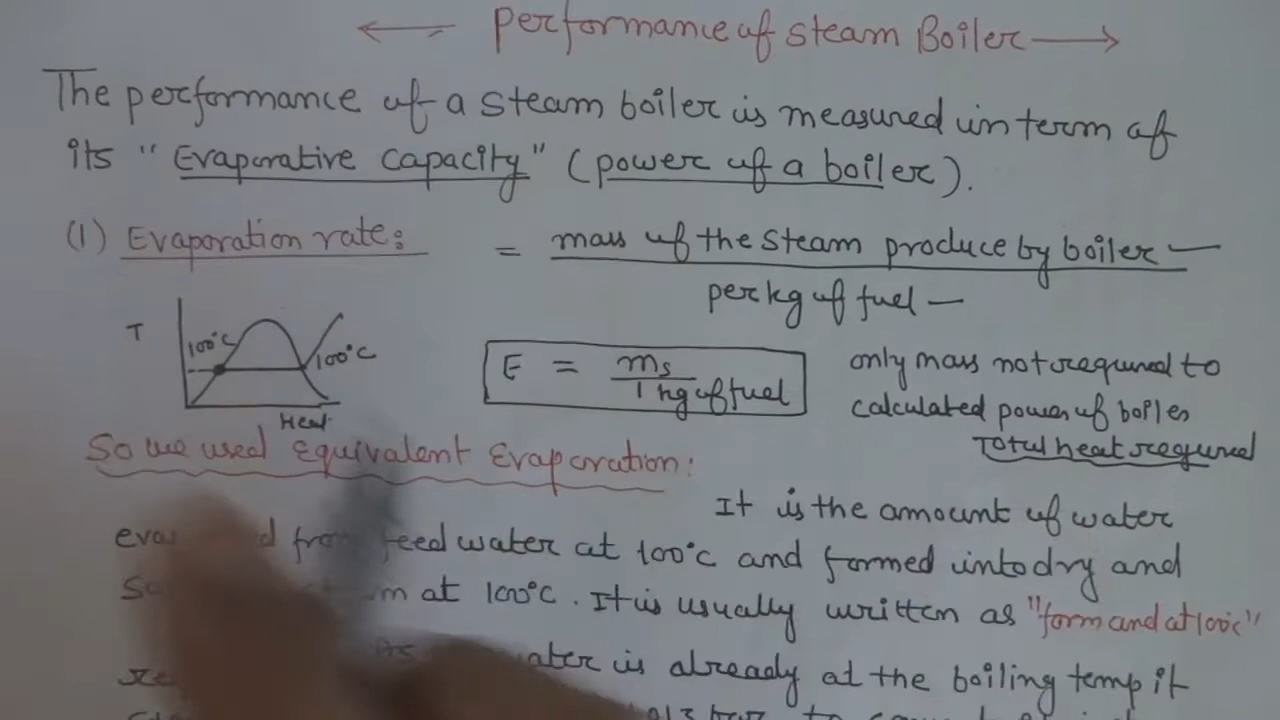 Performance of steam Boiler
The performance of a steam boiler is measured in term of
its "Evaporative Capacity" (power of a boiler).
(1) Evaporation rate: = mass of the steam produce by boiler
per kg of fuel
T 100°C 100°C
Heat
E = ms / 1 kg of fuel
only mass not required to
calculated power of boiler
Total heat required
So we used Equivalent Evaporation:
It is the amount of water
from feed water at 100°C and formed into dry and
at 100°C. It is usually written as "form and at 100°C"
water is already at the boiling temp it